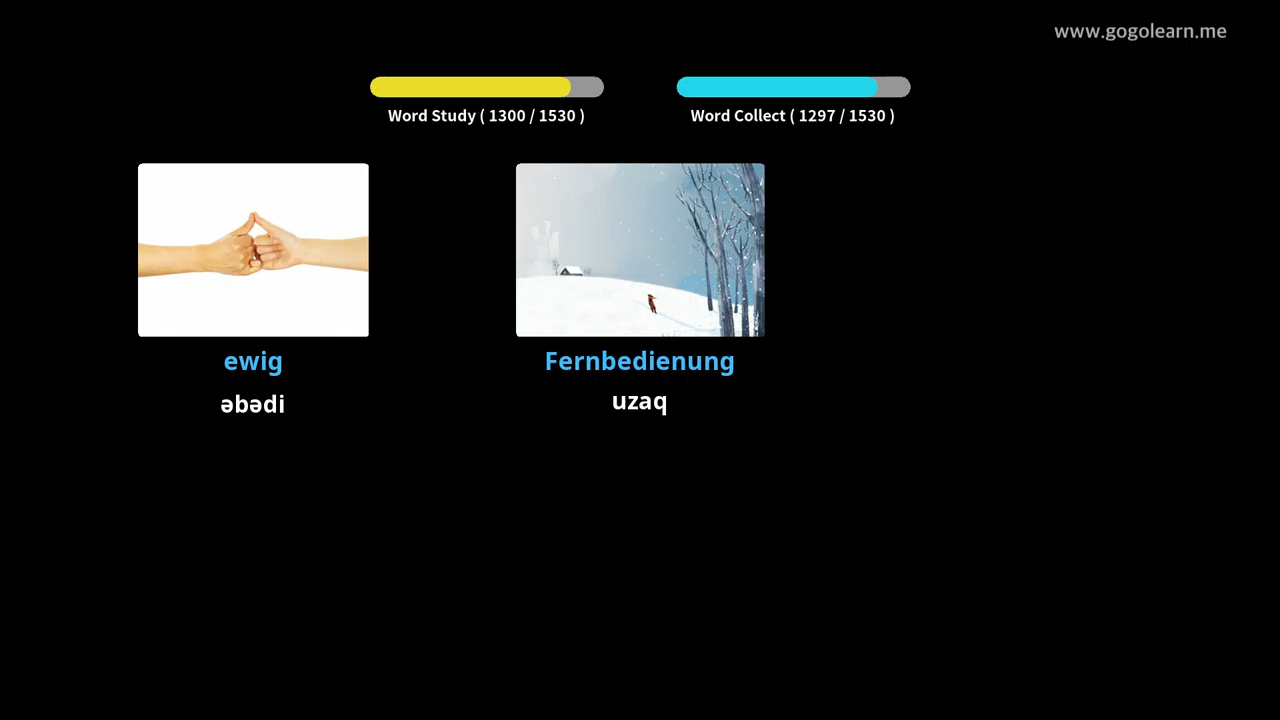 www.gogolearn.me
Word Study ( 1300 / 1530 )
Word Collect ( 1297 / 1530 )
ewig
Fernbedienung
əbədi
uzaq